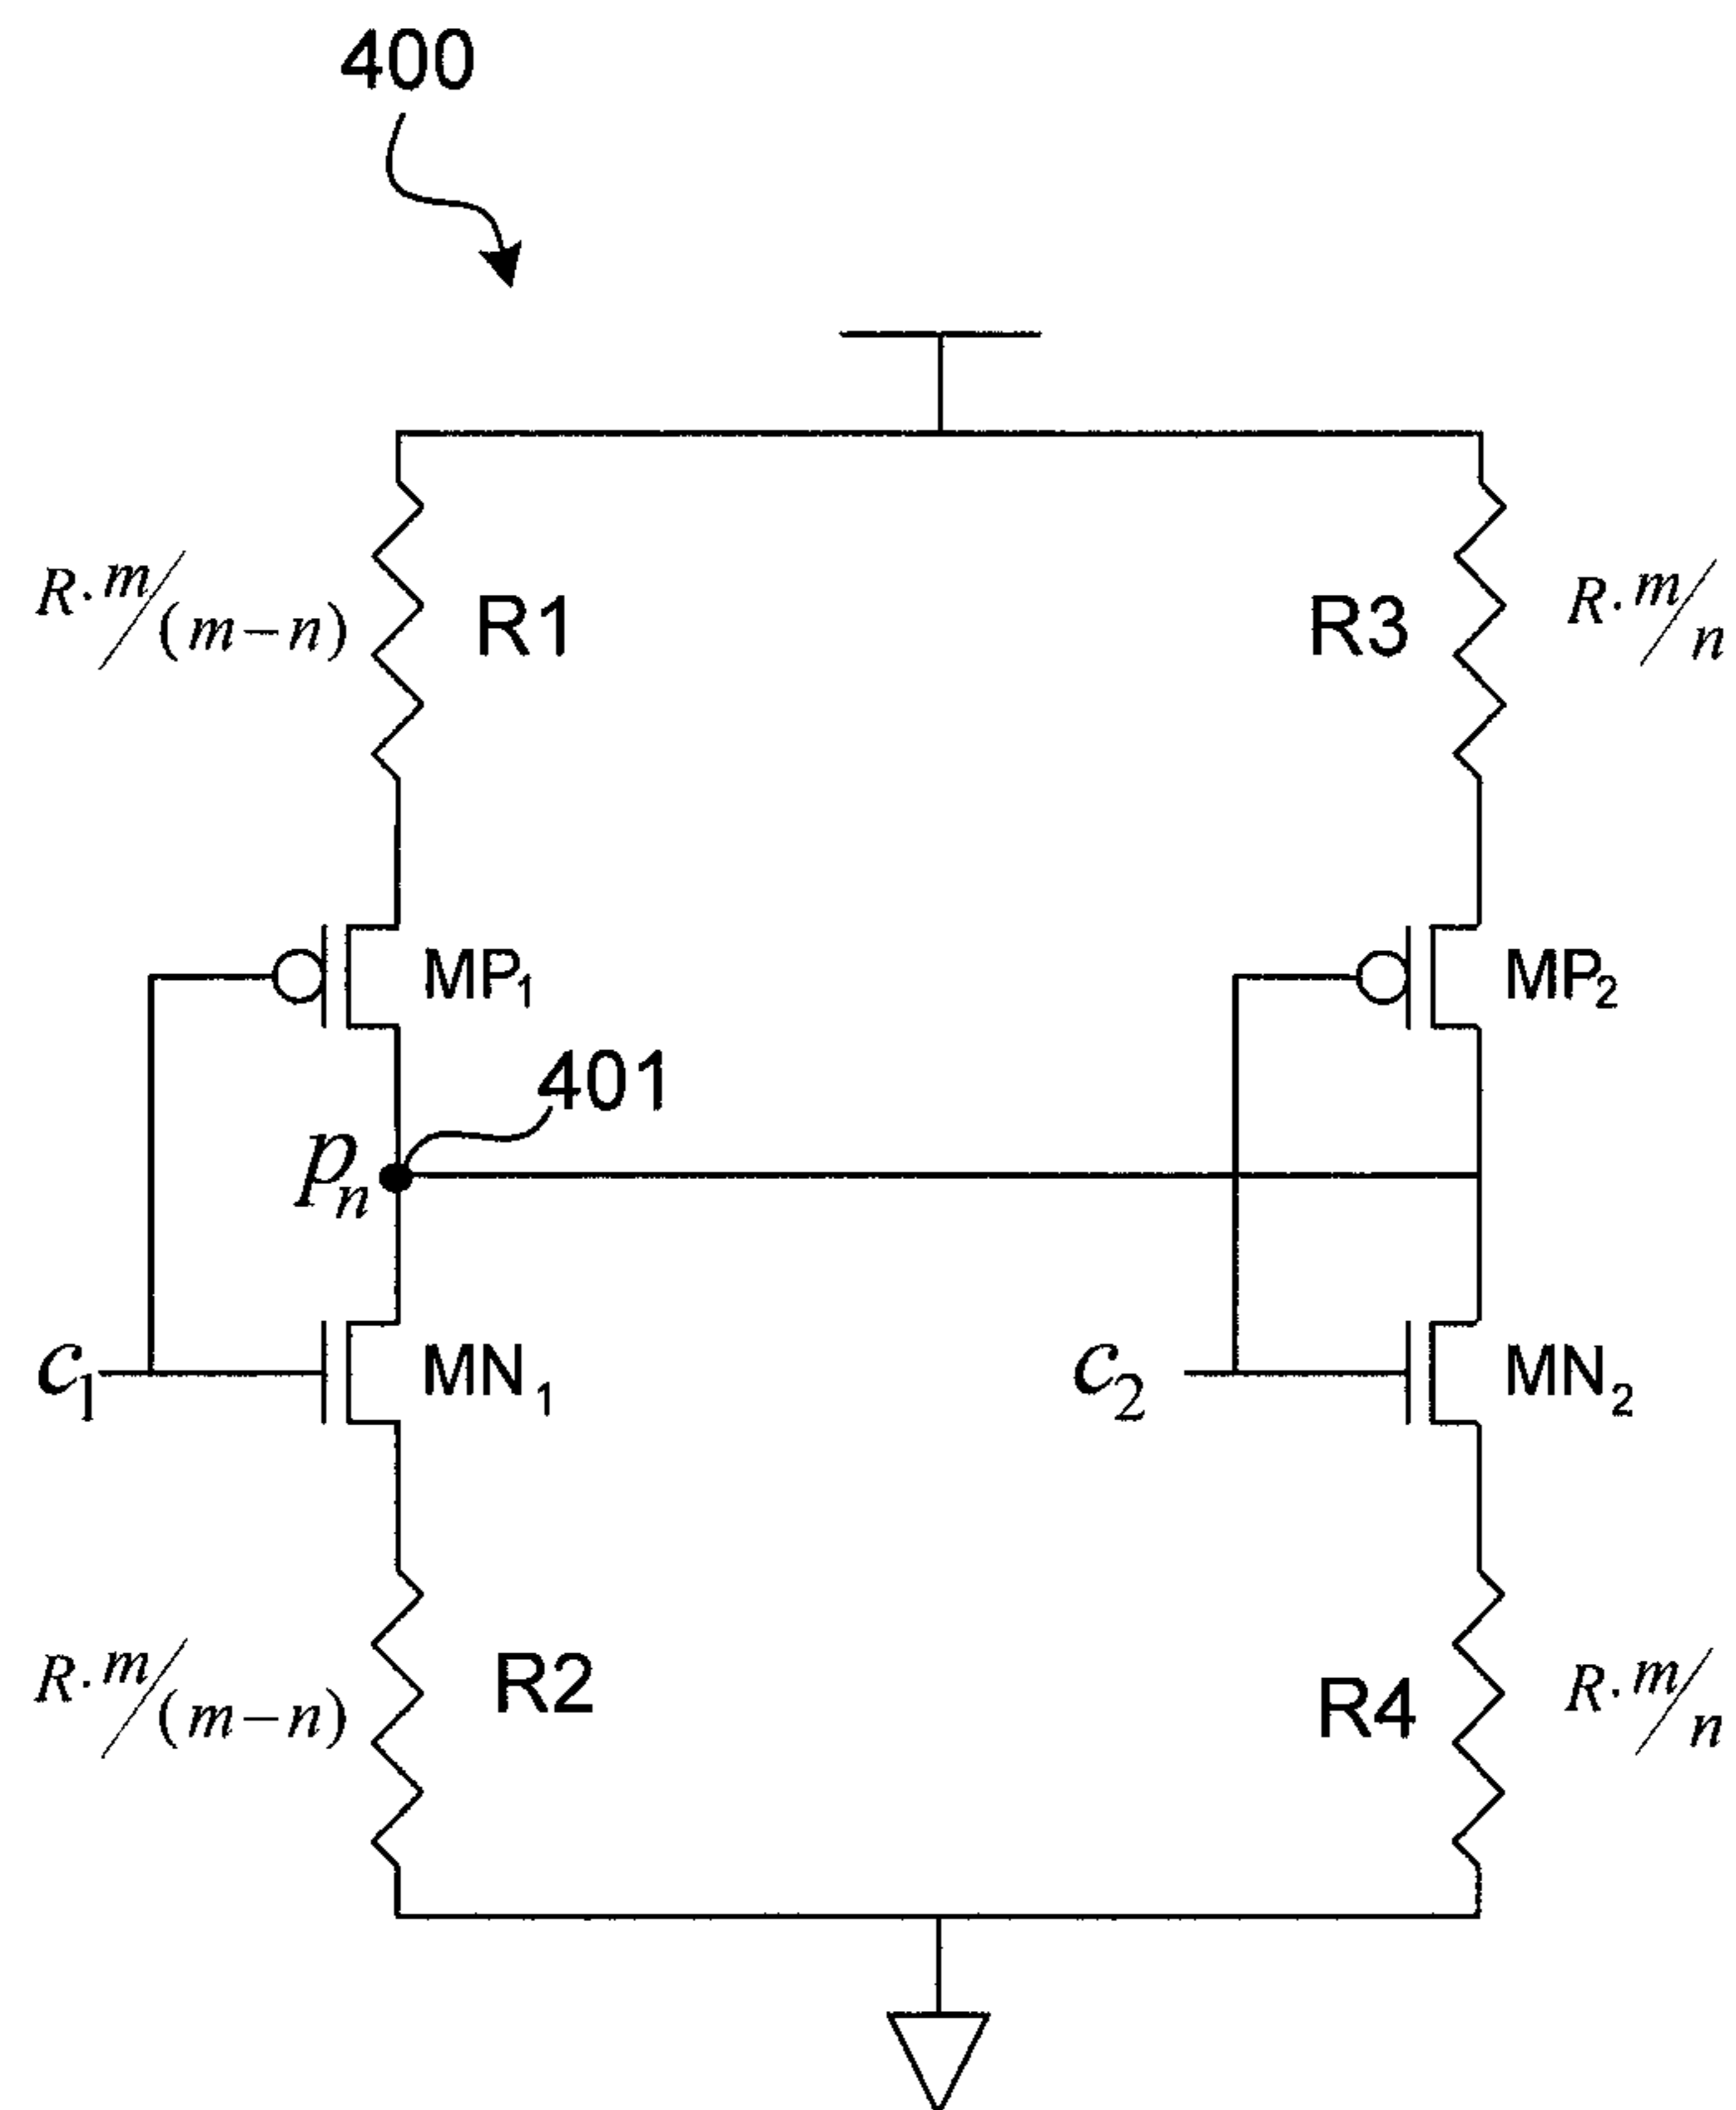 400
R·m/(m−n)
R1
R3
R·m/n
MP1
MP2
401
pn
c1
MN1
c2
MN2
R·m/(m−n)
R2
R4
R·m/n